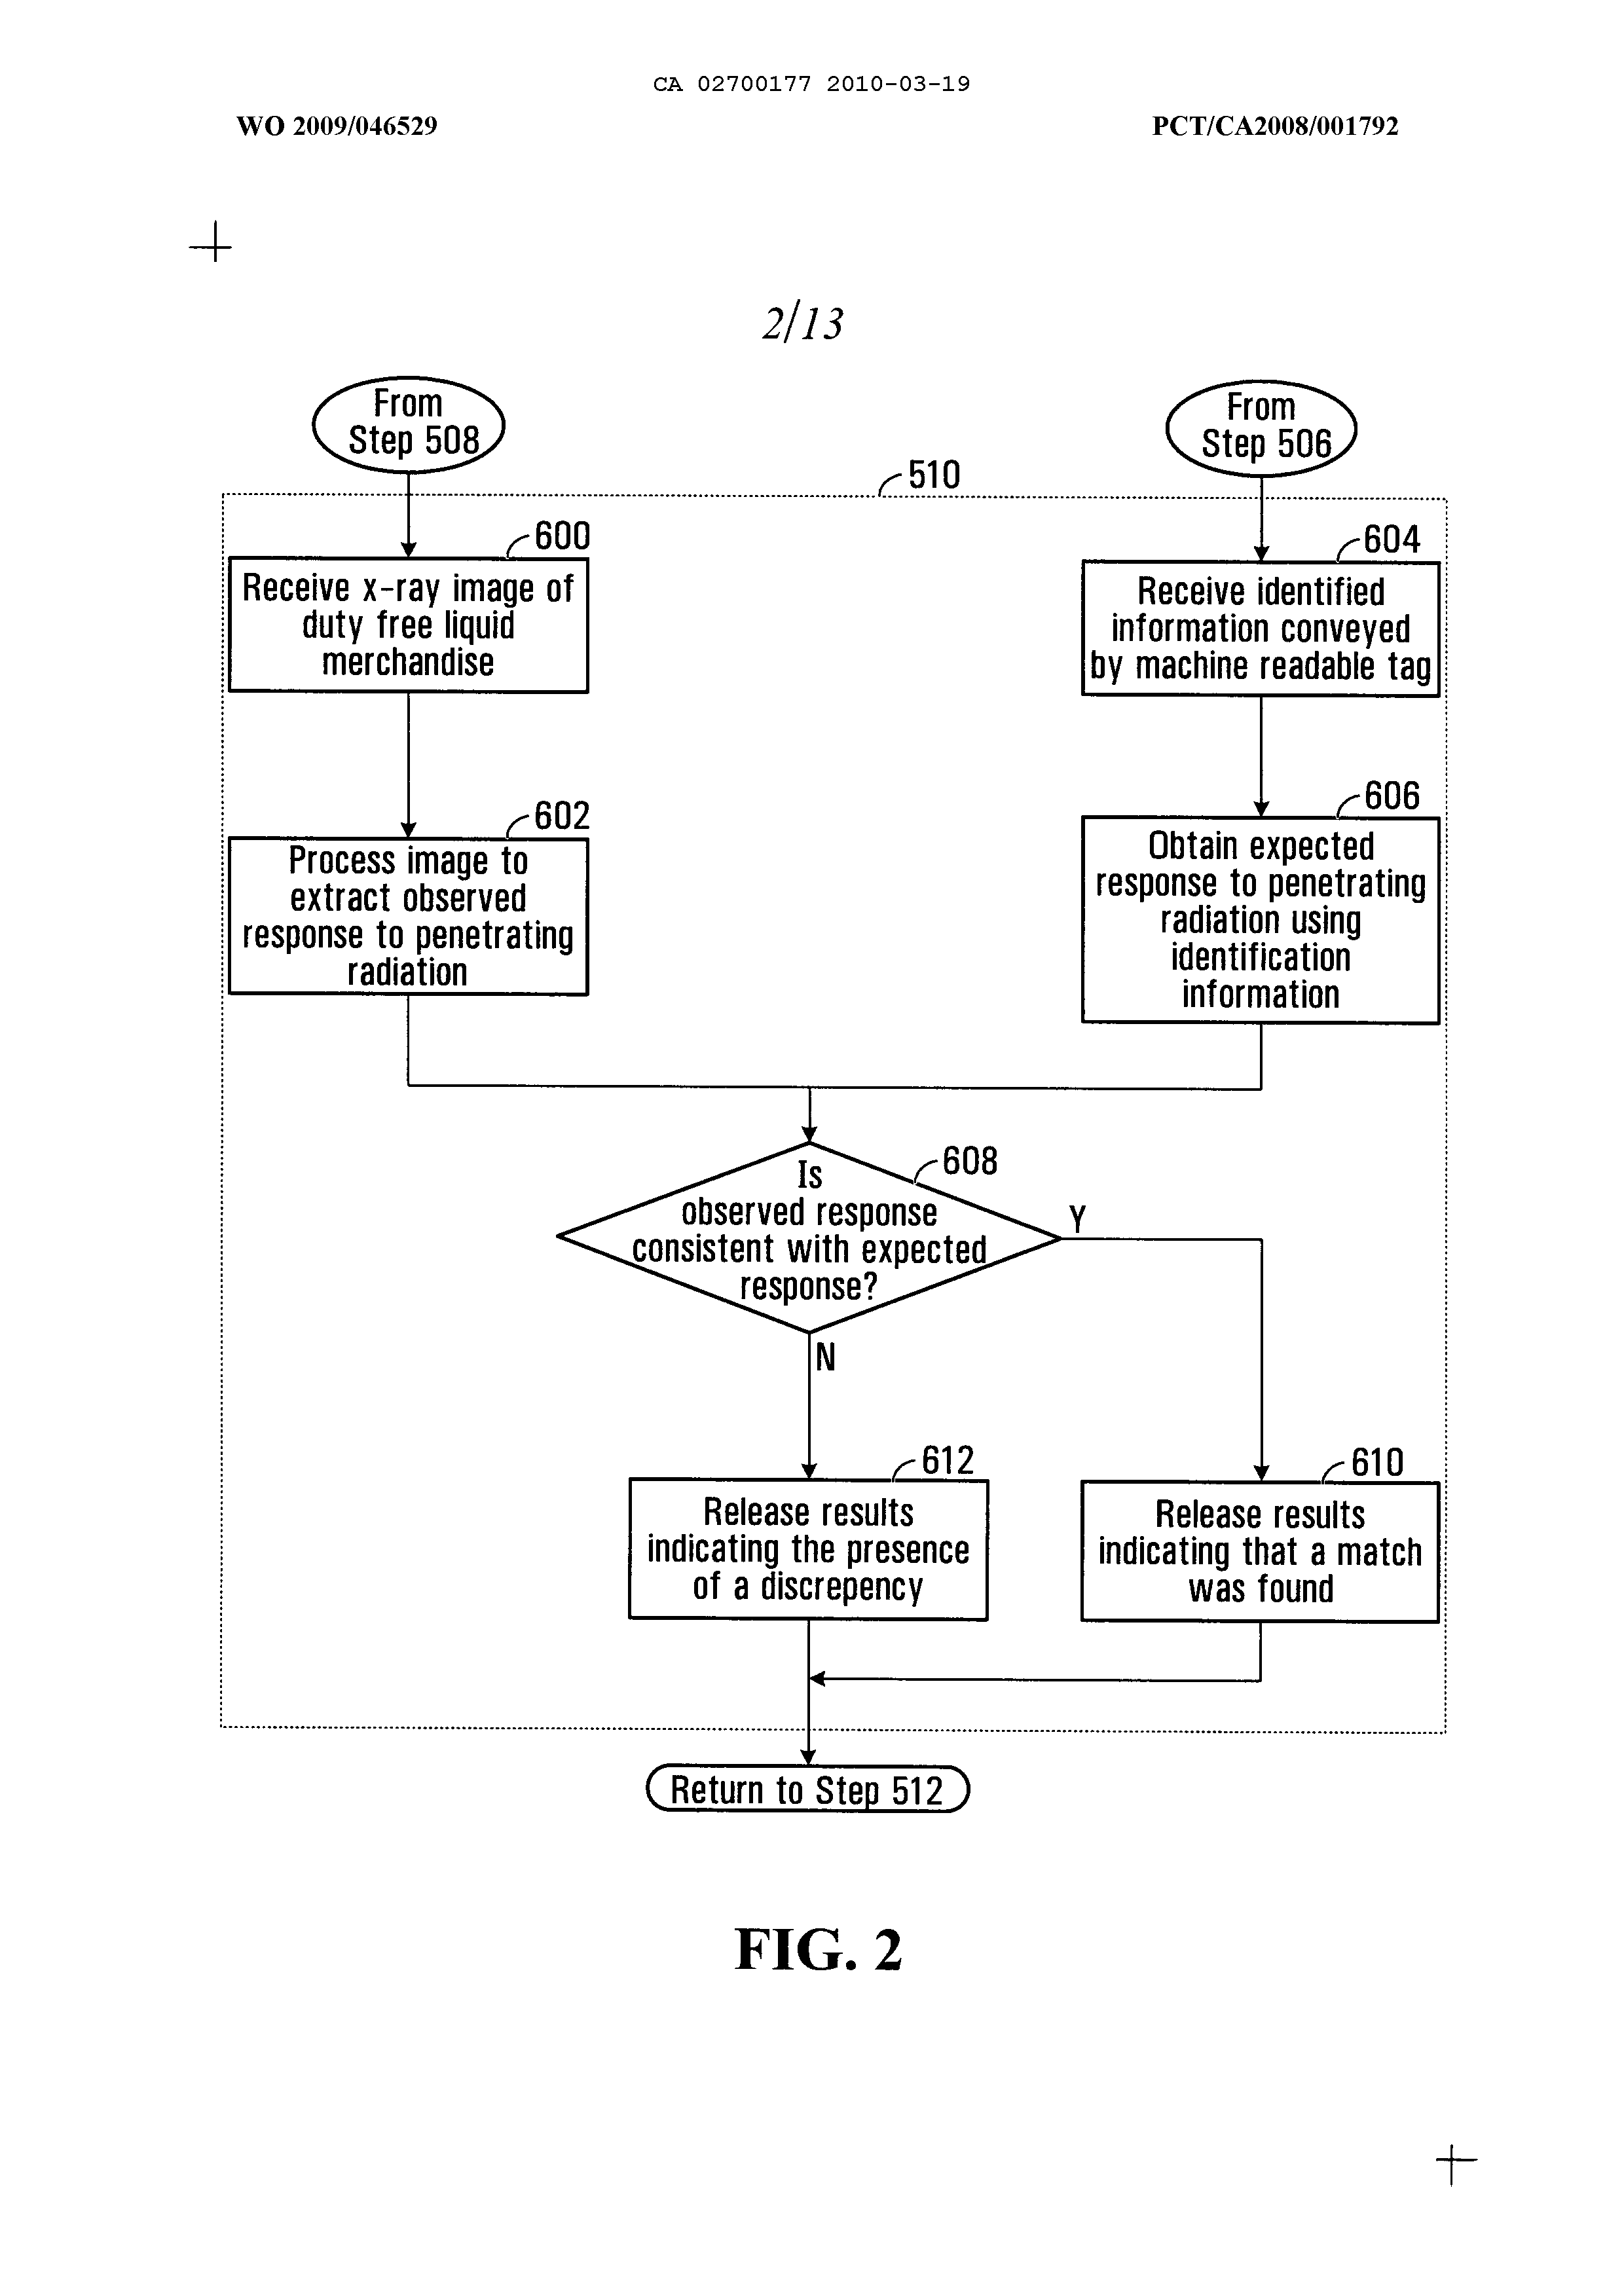 CA 02700177 2010-03-19
WO 2009/046529
PCT/CA2008/001792
2/13
From
Step 508
From
Step 506
510
600
Receive x-ray image of
duty free liquid
merchandise
604
Receive identified
information conveyed
by machine readable tag
602
Process image to
extract observed
response to penetrating
radiation
606
Obtain expected
response to penetrating
radiation using
identification
information
608
Is
observed response
consistent with expected
response?
Y
N
612
Release results
indicating the presence
of a discrepency
610
Release results
indicating that a match
was found
Return to Step 512
FIG. 2